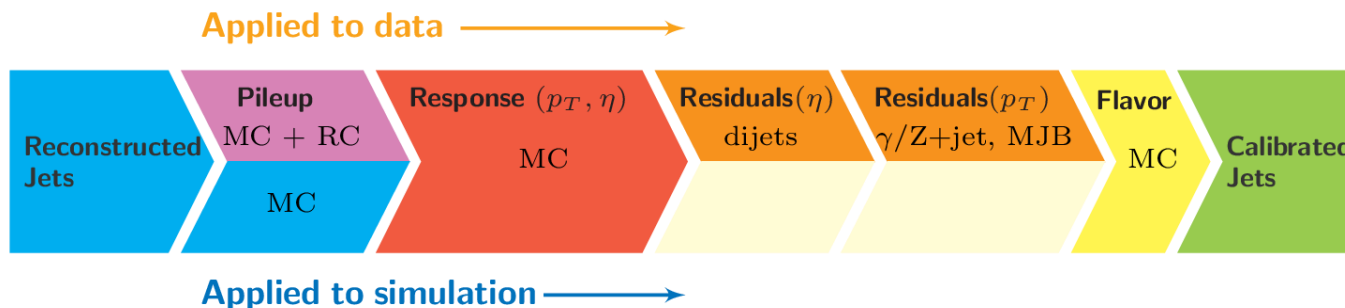 Applied to data
Reconstructed
Jets
Pileup
MC + RC
MC
Response (p_T, η)
MC
Residuals(η)
dijets
Residuals(p_T)
γ/Z+jet, MJB
Flavor
MC
Calibrated
Jets
Applied to simulation